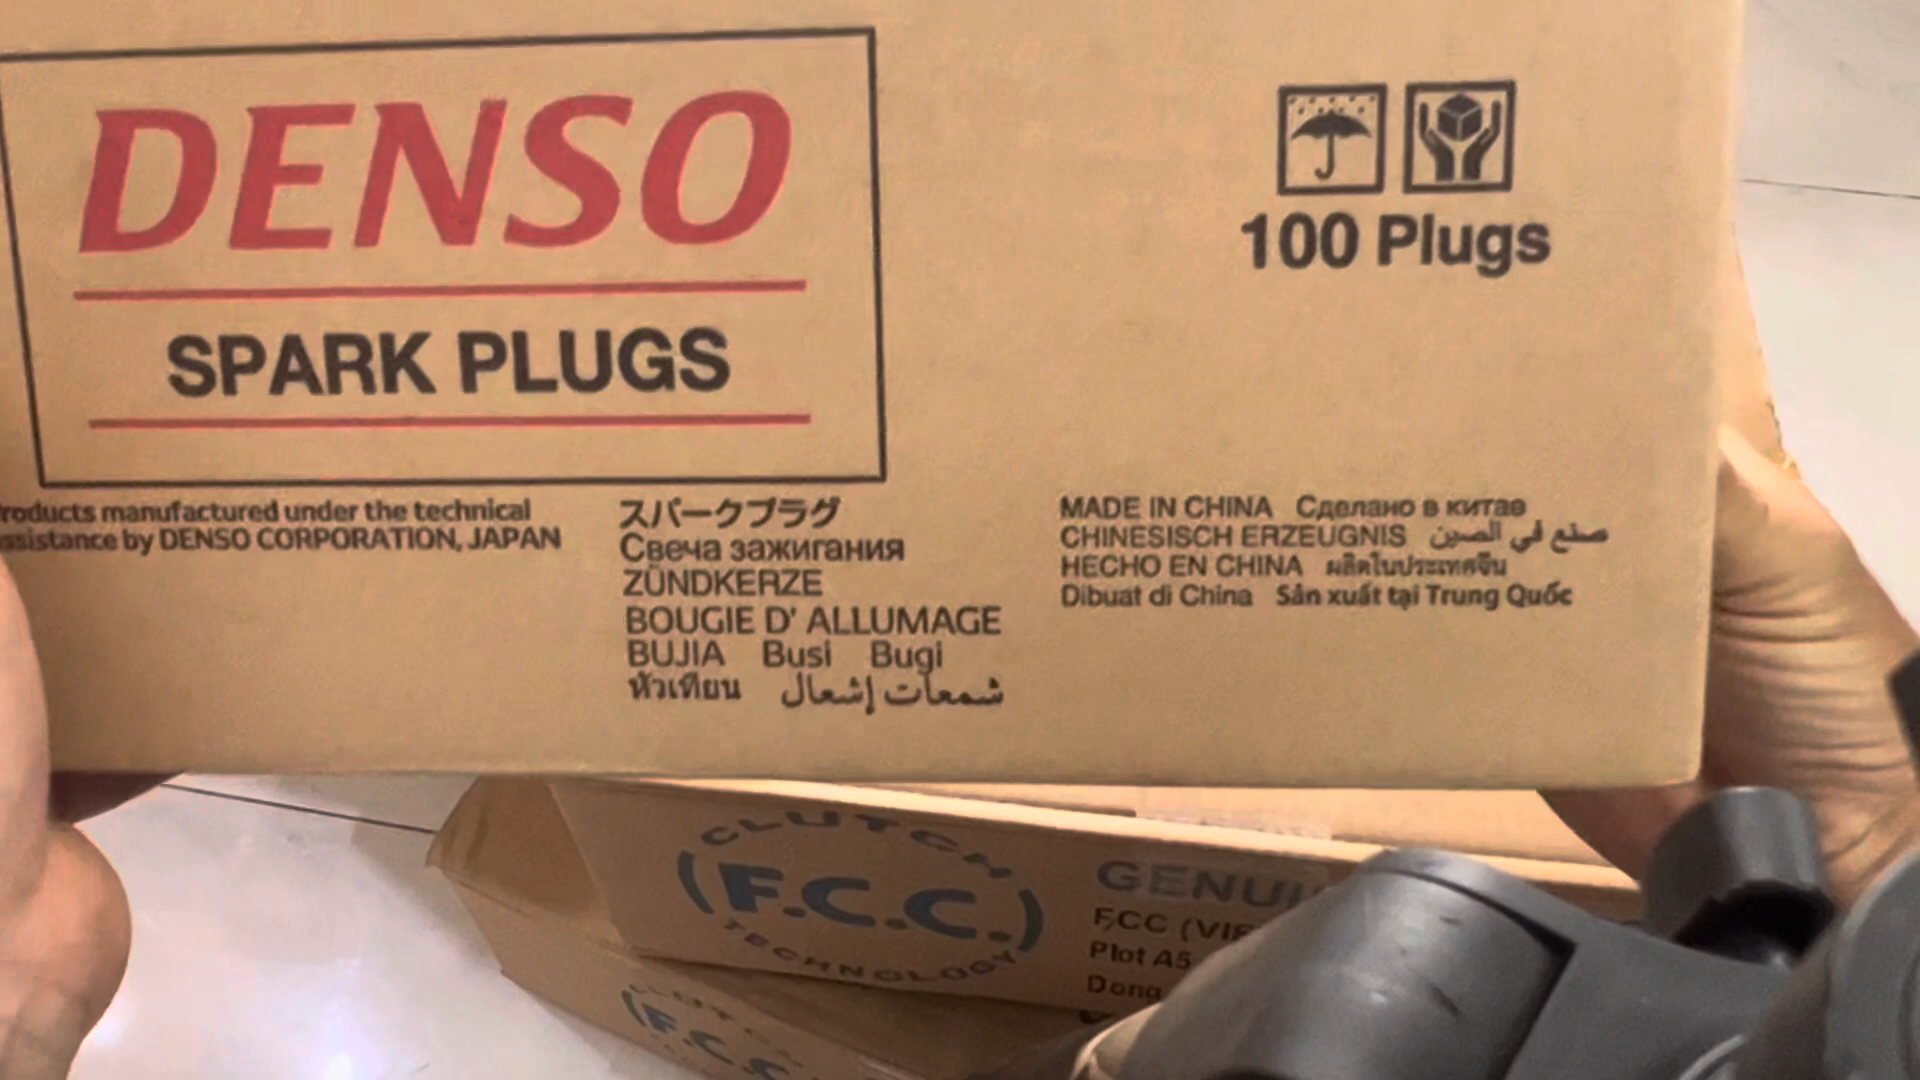 DENSO
SPARK PLUGS
100 Plugs
roducts manufactured under the technical
ssistance by DENSO CORPORATION, JAPAN
スパークプラグ
Свеча зажигания
ZÜNDKERZE
BOUGIE D' ALLUMAGE
BUJIA Busi Bugi
หัวเทียน شمعات إشعال
MADE IN CHINA Сделано в китае
CHINESISCH ERZEUGNIS صنع في الصين
HECHO EN CHINA ผลิตในประเทศจีน
Dibuat di China Sản xuất tại Trung Quốc
CLUTCH
(F.C.C.)
TECHNOLOGY
GENUI
F.C.C (VIE
Plot A5
Dong
CLUTC
(F.C.C